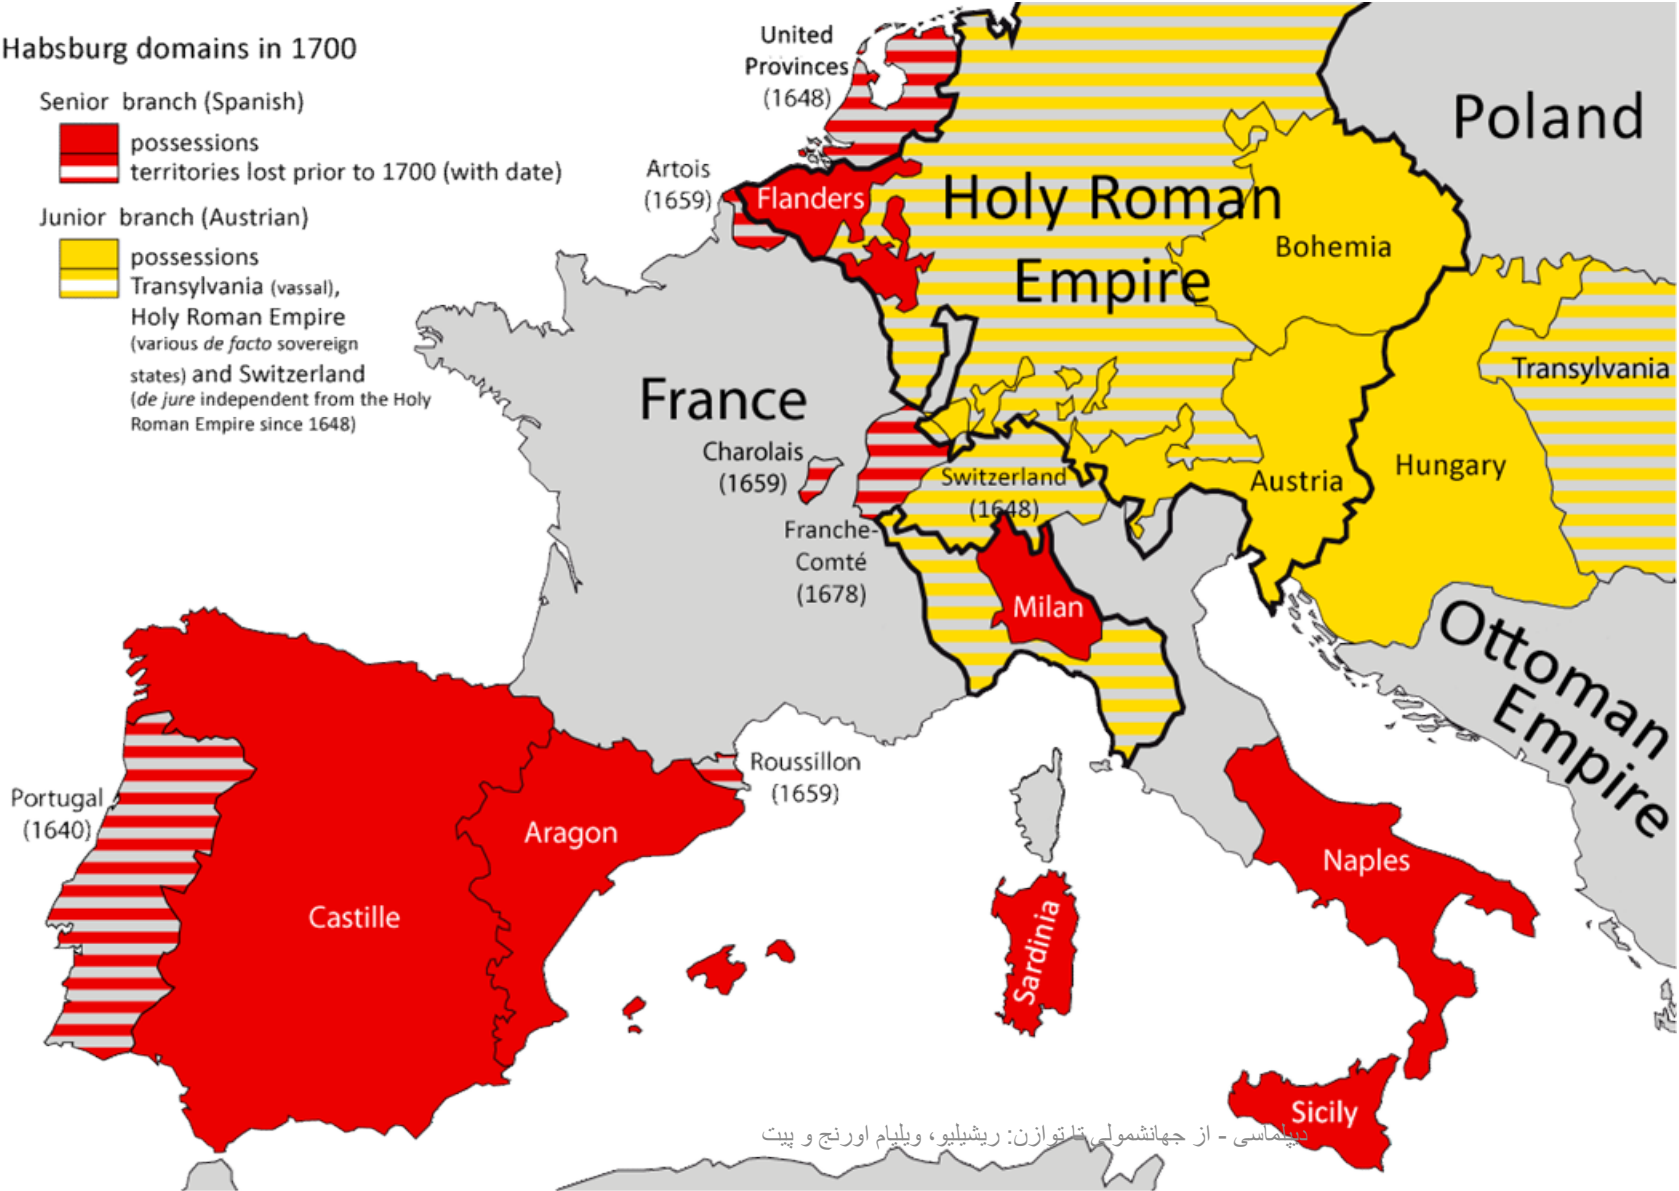 Habsburg domains in 1700
Senior branch (Spanish)
possessions
territories lost prior to 1700 (with date)
Junior branch (Austrian)
possessions
Transylvania (vassal),
Holy Roman Empire
(various de facto sovereign
states) and Switzerland
(de jure independent from the Holy
Roman Empire since 1648)
United
Provinces
(1648)
Artois
(1659)
Flanders
Holy Roman
Empire
Poland
Bohemia
Transylvania
France
Charolais
(1659)
Switzerland
(1648)
Austria
Hungary
Franche-
Comté
(1678)
Milan
Ottoman
Empire
Roussillon
(1659)
Portugal
(1640)
Aragon
Castille
Naples
Sardinia
Sicily
دیپلماسی - از جهانشمولی تا توازن: ریشیلیو، ویلیام اورنج و پیت